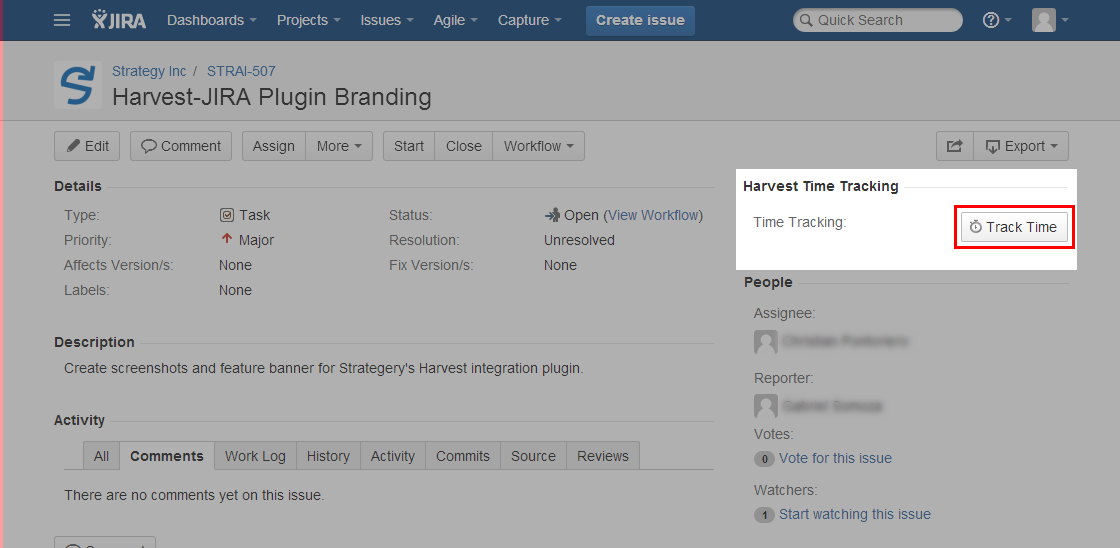 JIRA Dashboards Projects Issues Agile Capture Create issue Quick Search
Strategy Inc / STRAI-507
Harvest-JIRA Plugin Branding
Edit Comment Assign More Start Close Workflow Export
Details
Type: Task Status: Open (View Workflow)
Priority: Major Resolution: Unresolved
Affects Version/s: None Fix Version/s: None
Labels: None
Description
Create screenshots and feature banner for Strategery's Harvest integration plugin.
Activity
All Comments Work Log History Activity Commits Source Reviews
There are no comments yet on this issue.
Harvest Time Tracking
Time Tracking: Track Time
People
Assignee:
Reporter:
Votes:
0 Vote for this issue
Watchers:
1 Start watching this issue